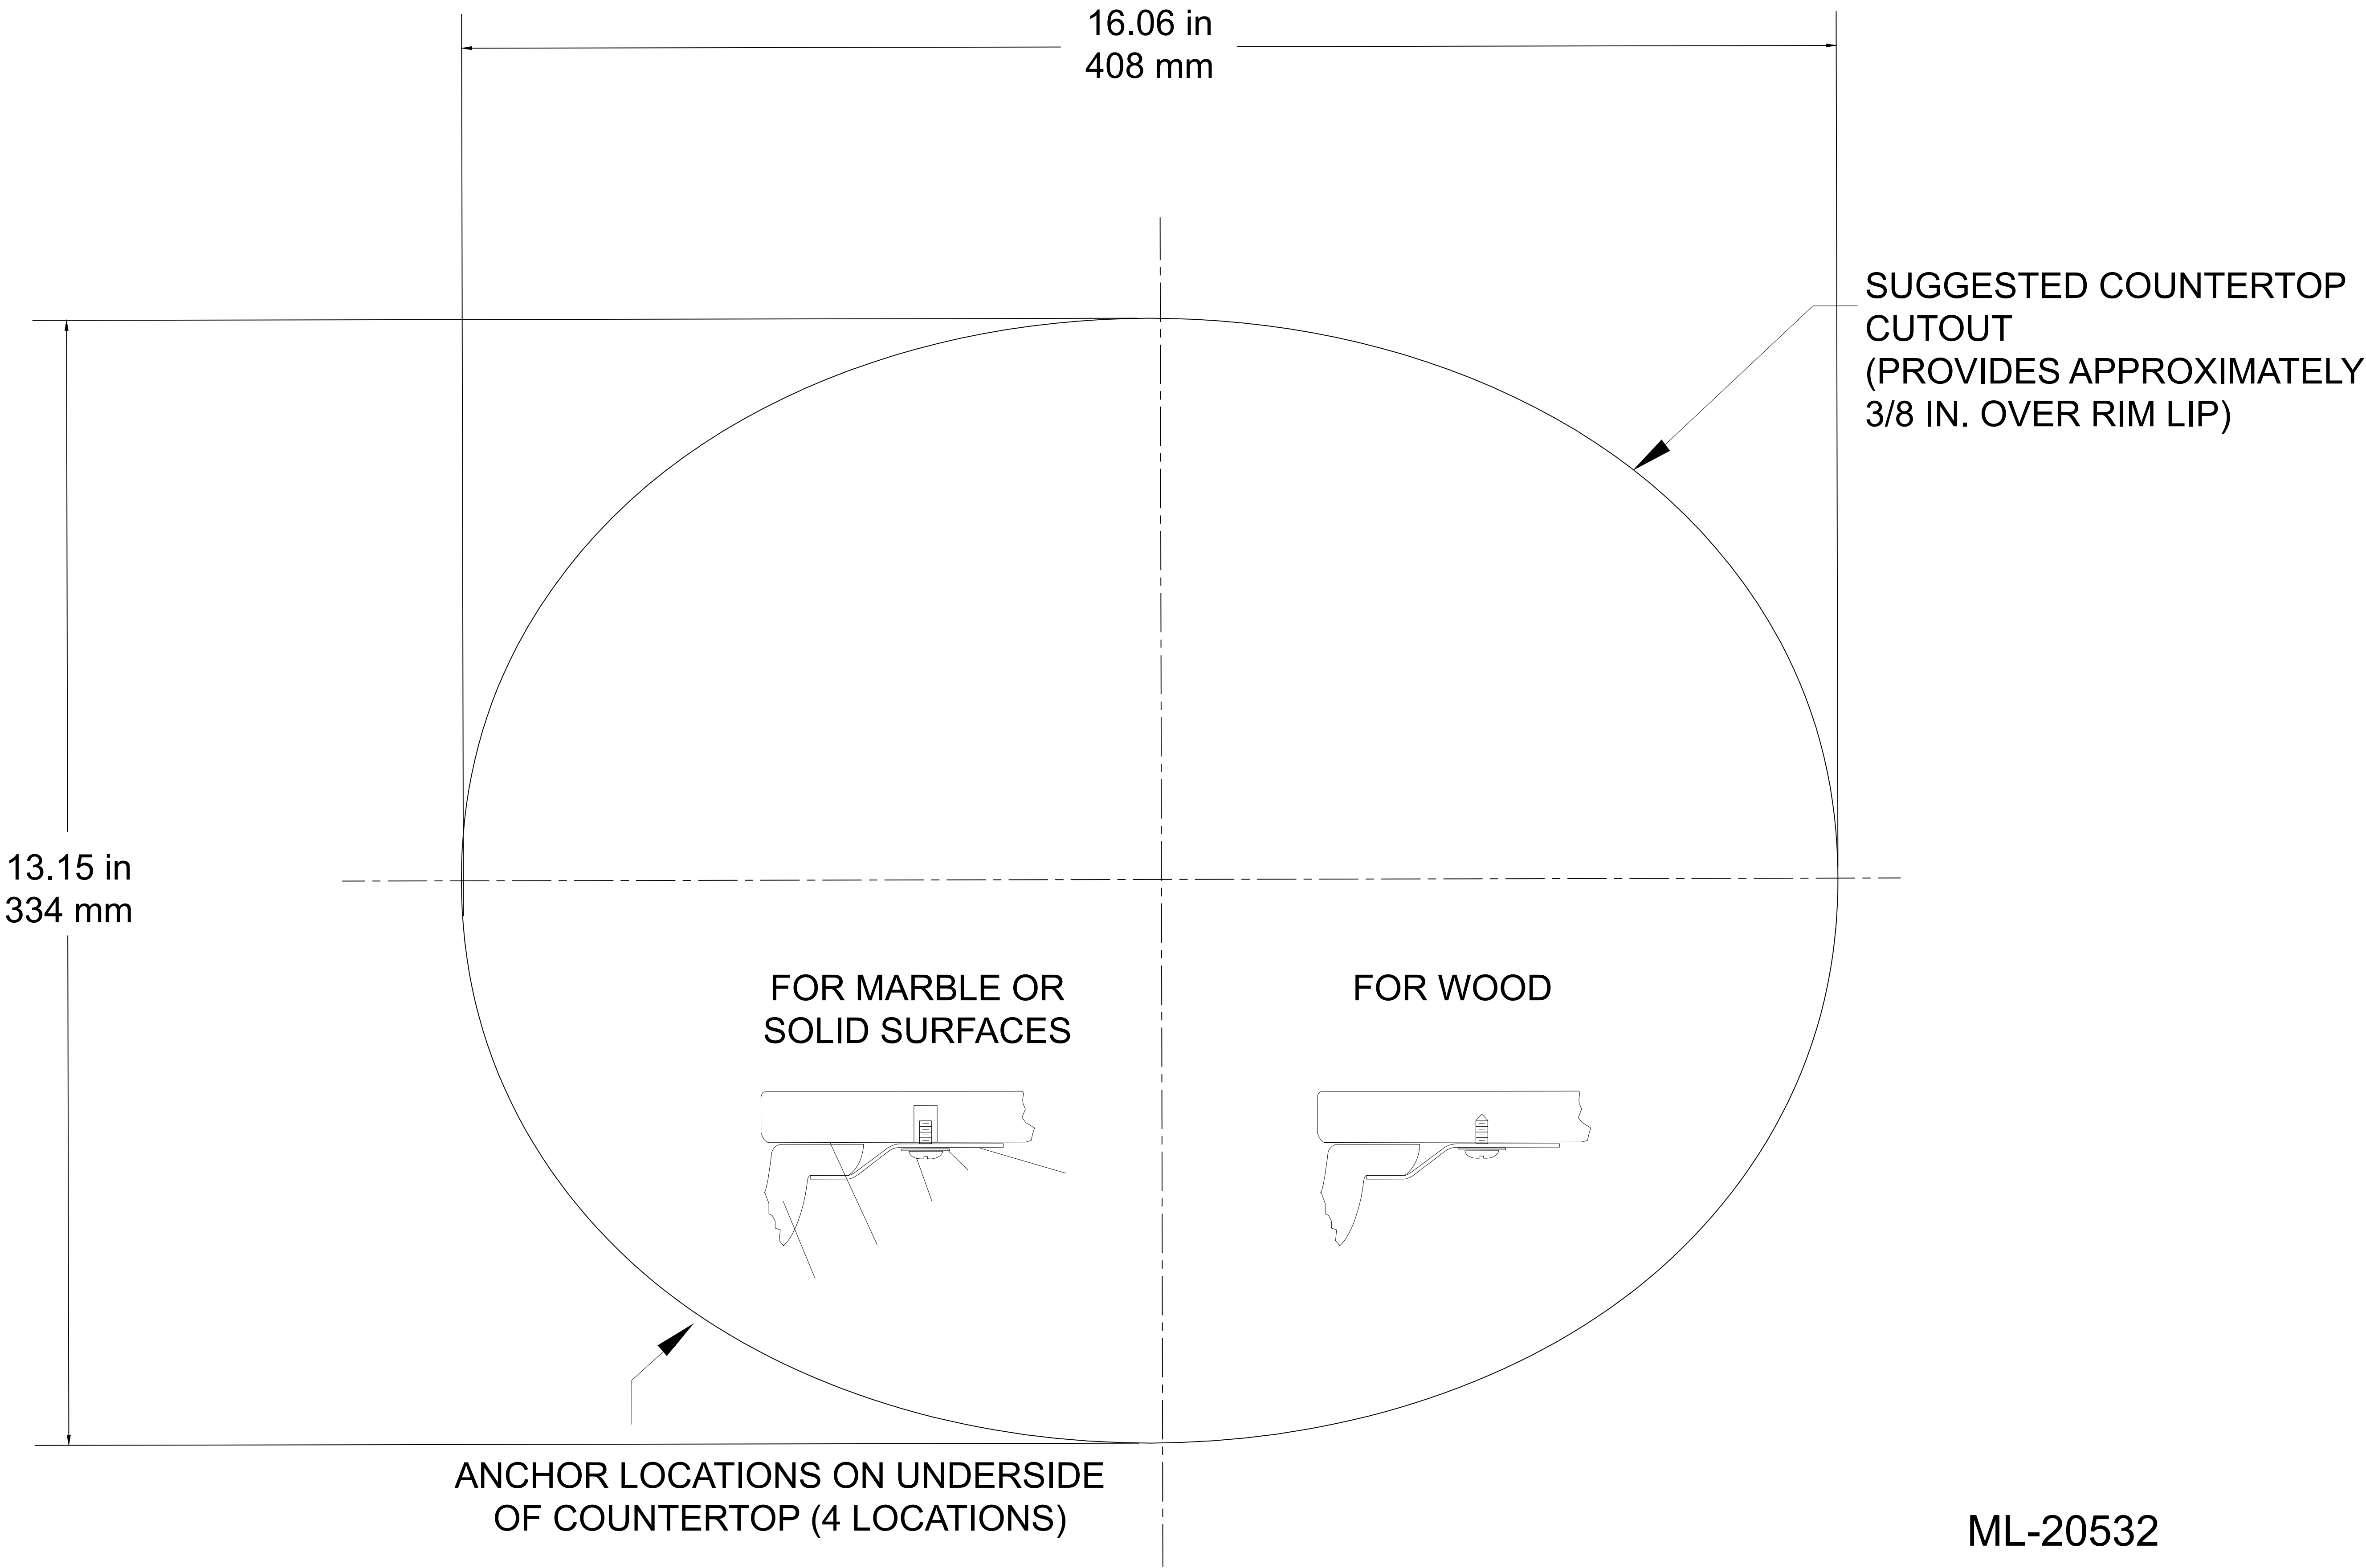 16.06 in
408 mm
SUGGESTED COUNTERTOP
CUTOUT
(PROVIDES APPROXIMATELY
3/8 IN. OVER RIM LIP)
13.15 in
334 mm
FOR MARBLE OR
SOLID SURFACES
FOR WOOD
ANCHOR LOCATIONS ON UNDERSIDE
OF COUNTERTOP (4 LOCATIONS)
ML-20532